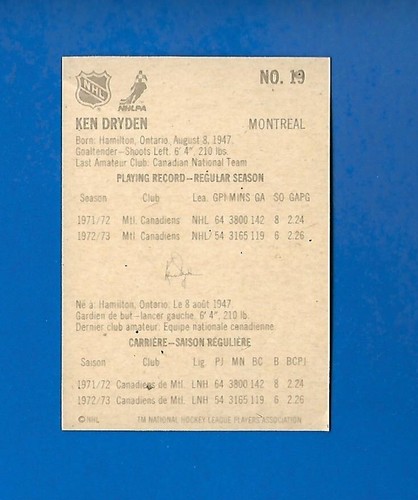 NHL
NHLPA
NO. 19
KEN DRYDEN MONTREAL
Born: Hamilton, Ontario, August 8, 1947.
Goaltender–Shoots Left. 6' 4", 210 lbs.
Last Amateur Club: Canadian National Team
PLAYING RECORD–REGULAR SEASON
Season Club Lea. GP MINS GA SO GAPG
1971/72 Mtl. Canadiens NHL 64 3800 142 8 2.24
1972/73 Mtl. Canadiens NHL 54 3165 119 6 2.26
Né à: Hamilton, Ontario. Le 8 août 1947.
Gardien de but –lancer gauche. 6' 4", 210 lb.
Dernier club amateur: Equipe nationale canadienne.
CARRIÈRE–SAISON RÉGULIÈRE
Saison Club Lig. PJ MN BC B BCPJ
1971/72 Canadiens de Mtl. LNH 64 3800 142 8 2.24
1972/73 Canadiens de Mtl. LNH 54 3165 119 6 2.26
©NHL TM NATIONAL HOCKEY LEAGUE PLAYERS ASSOCIATION